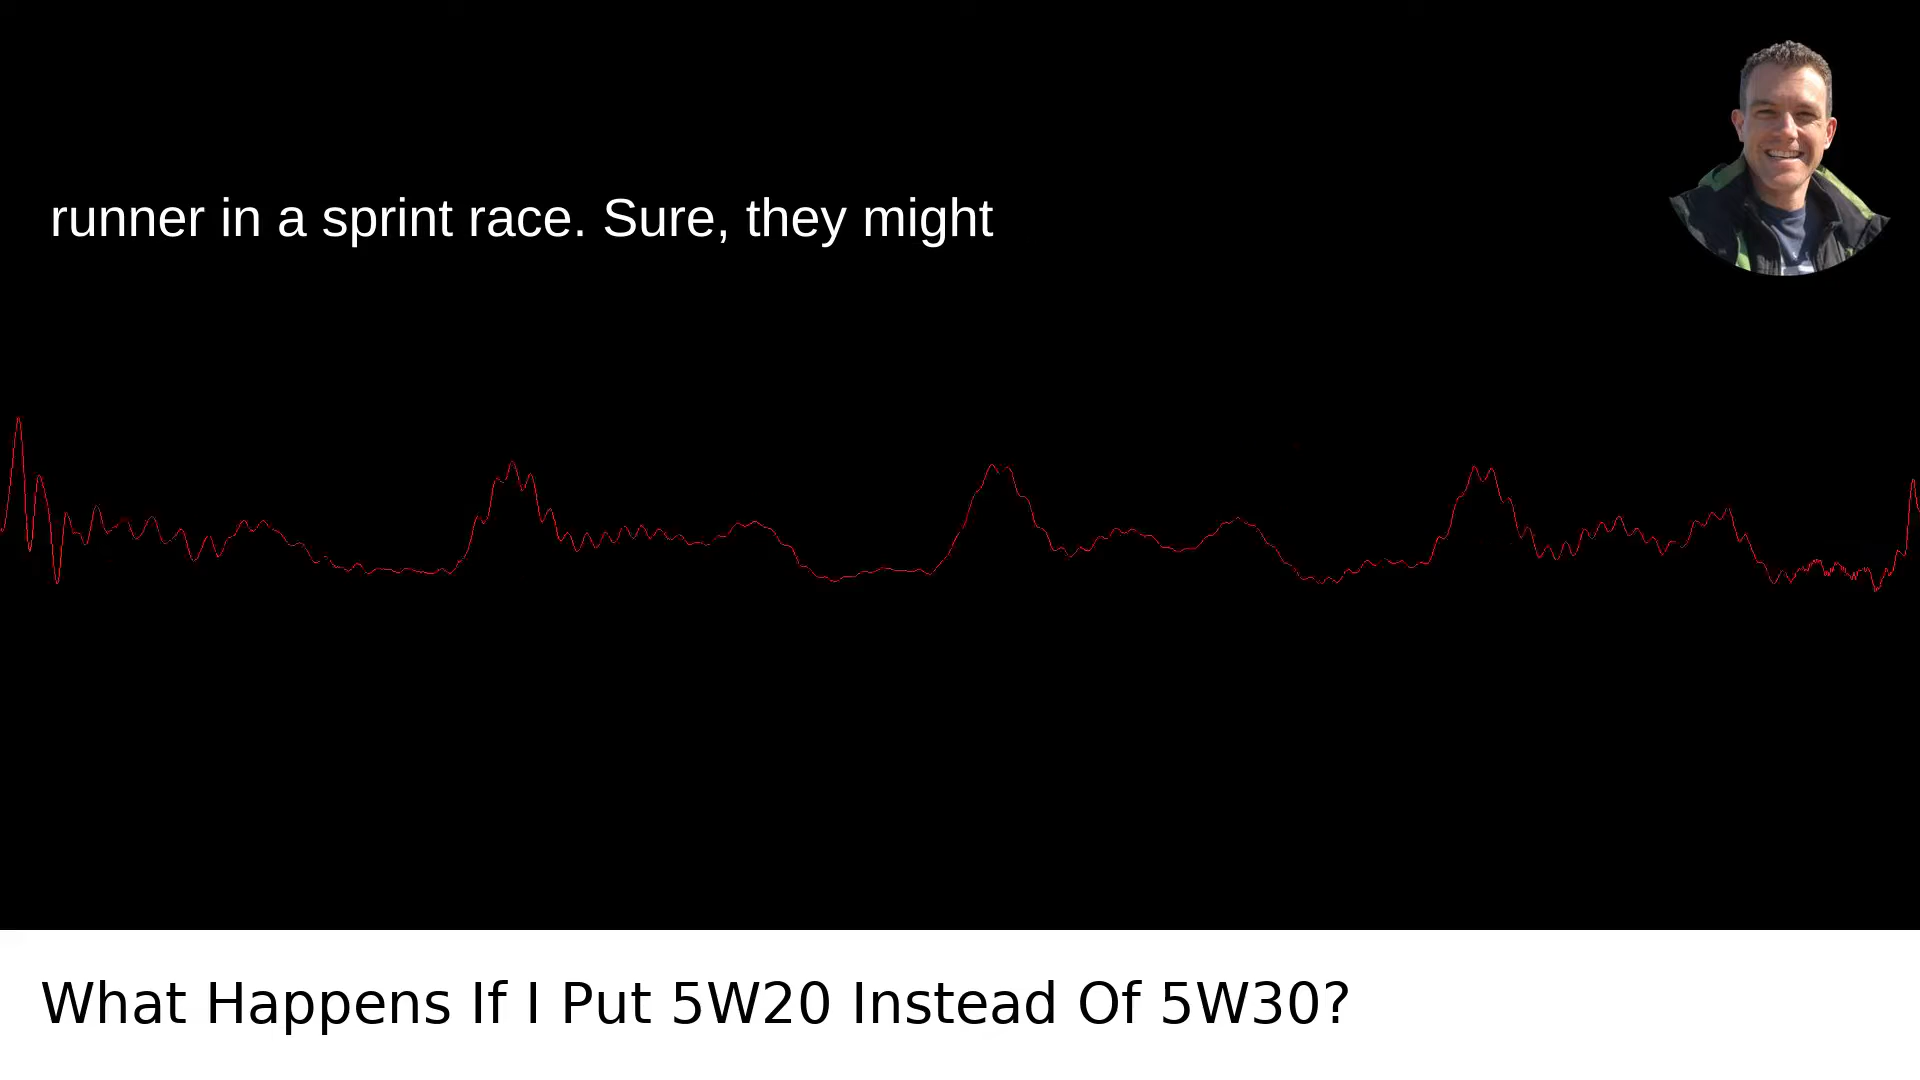 runner in a sprint race. Sure, they might
What Happens If I Put 5W20 Instead Of 5W30?